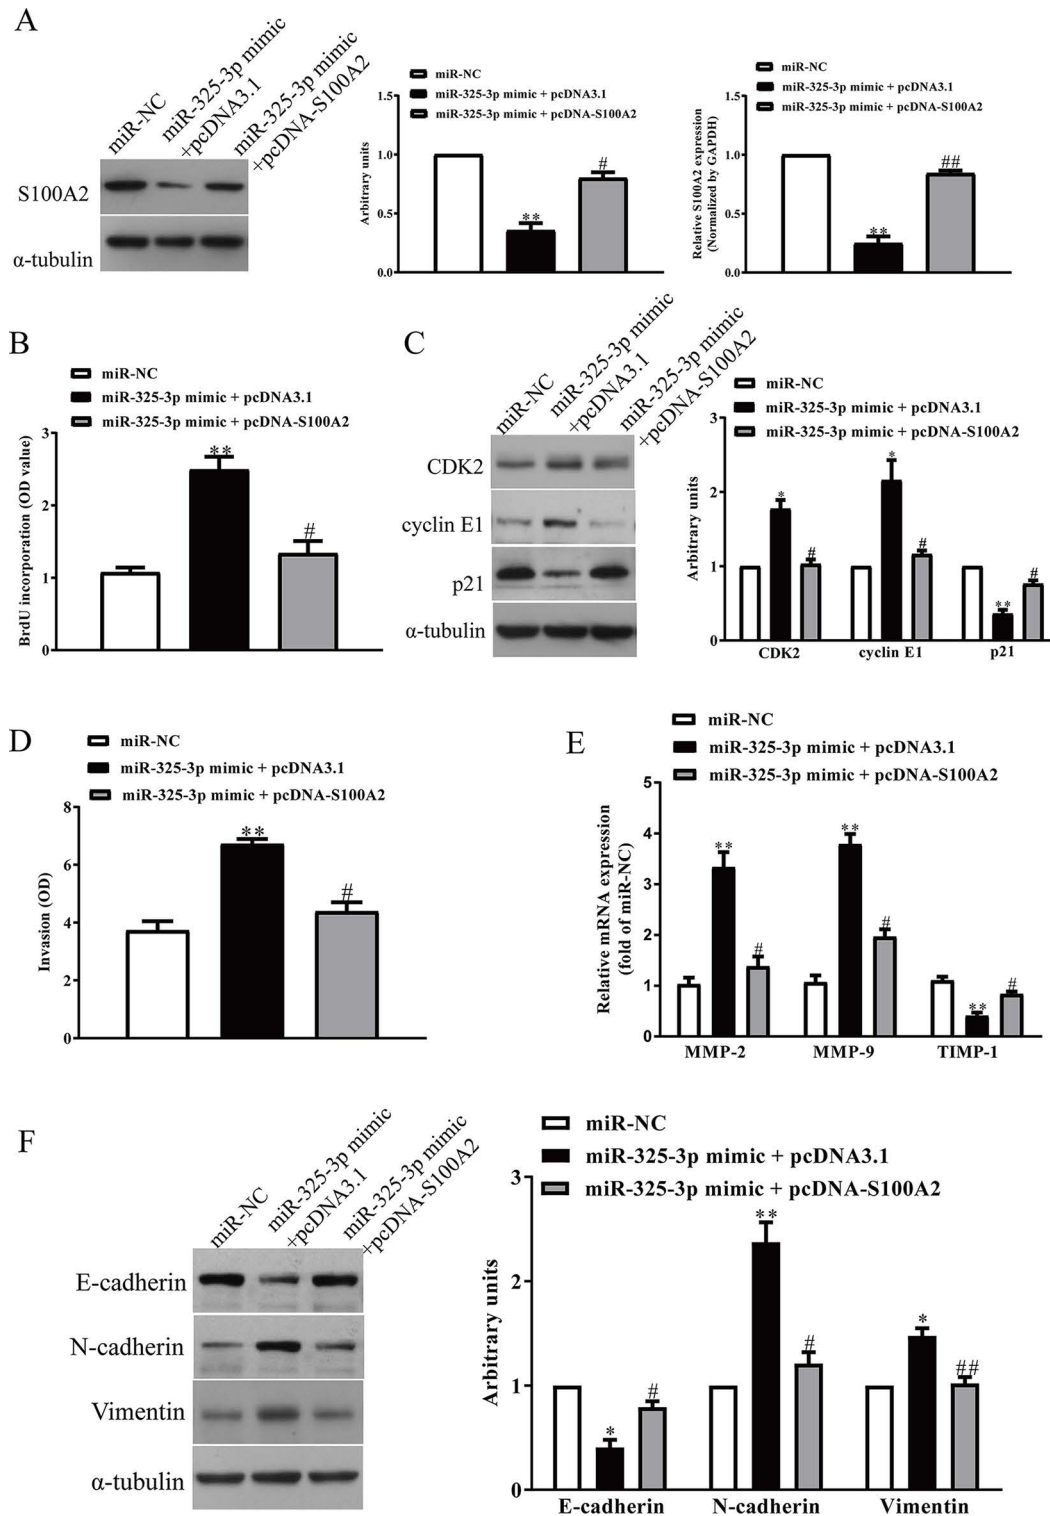 A
miR-NC
miR-325-3p mimic
+pcDNA3.1
miR-325-3p mimic
+pcDNA-S100A2
S100A2
α-tubulin
miR-NC
miR-325-3p mimic + pcDNA3.1
miR-325-3p mimic + pcDNA-S100A2
Arbitrary units
1.5
1.0
0.5
0.0
**
#
miR-NC
miR-325-3p mimic + pcDNA3.1
miR-325-3p mimic + pcDNA-S100A2
Relative S100A2 expression
(Normalized by GAPDH)
1.5
1.0
0.5
0.0
**
##
B
miR-NC
miR-325-3p mimic + pcDNA3.1
miR-325-3p mimic + pcDNA-S100A2
BrdU incorporation (OD value)
3
2
1
0
**
#
C
miR-NC
miR-325-3p mimic
+pcDNA3.1
miR-325-3p mimic
+pcDNA-S100A2
CDK2
cyclin E1
p21
α-tubulin
miR-NC
miR-325-3p mimic + pcDNA3.1
miR-325-3p mimic + pcDNA-S100A2
Arbitrary units
3
2
1
0
*
#
*
#
**
#
CDK2
cyclin E1
p21
D
miR-NC
miR-325-3p mimic + pcDNA3.1
miR-325-3p mimic + pcDNA-S100A2
Invasion (OD)
8
6
4
2
0
**
#
E
miR-NC
miR-325-3p mimic + pcDNA3.1
miR-325-3p mimic + pcDNA-S100A2
Relative mRNA expression
(fold of miR-NC)
5
4
3
2
1
0
**
#
**
#
**
#
MMP-2
MMP-9
TIMP-1
F
miR-NC
miR-325-3p mimic
+pcDNA3.1
miR-325-3p mimic
+pcDNA-S100A2
E-cadherin
N-cadherin
Vimentin
α-tubulin
miR-NC
miR-325-3p mimic + pcDNA3.1
miR-325-3p mimic + pcDNA-S100A2
Arbitrary units
3
2
1
0
*
#
**
#
*
##
E-cadherin
N-cadherin
Vimentin